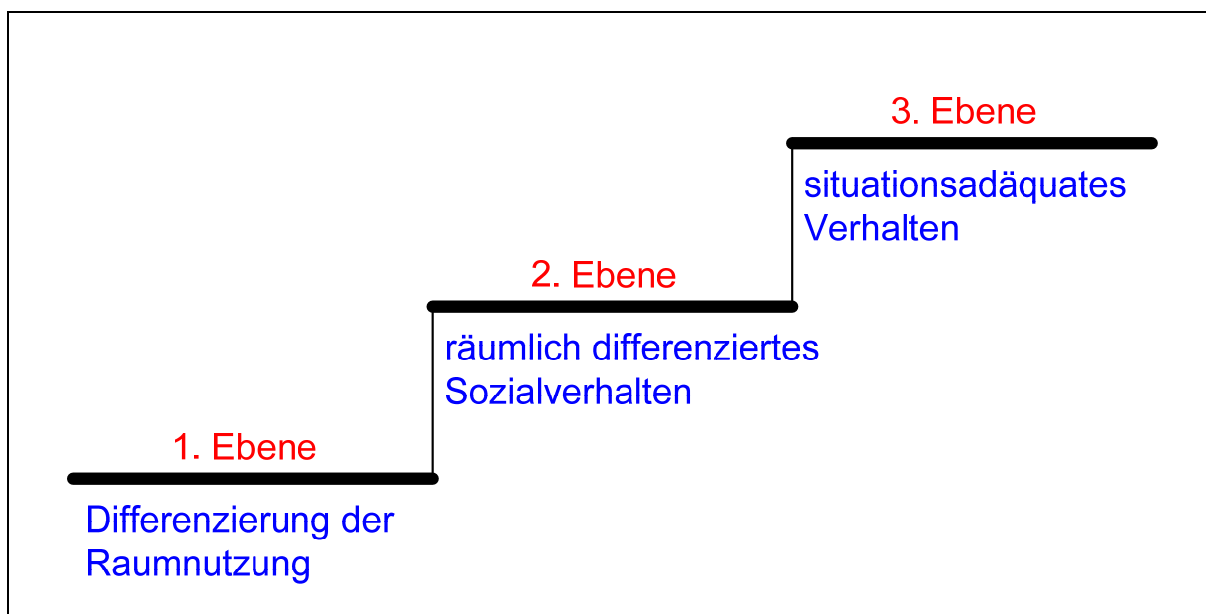 3. Ebene
situationsadäquates
Verhalten
2. Ebene
räumlich differenziertes
Sozialverhalten
1. Ebene
Differenzierung der
Raumnutzung